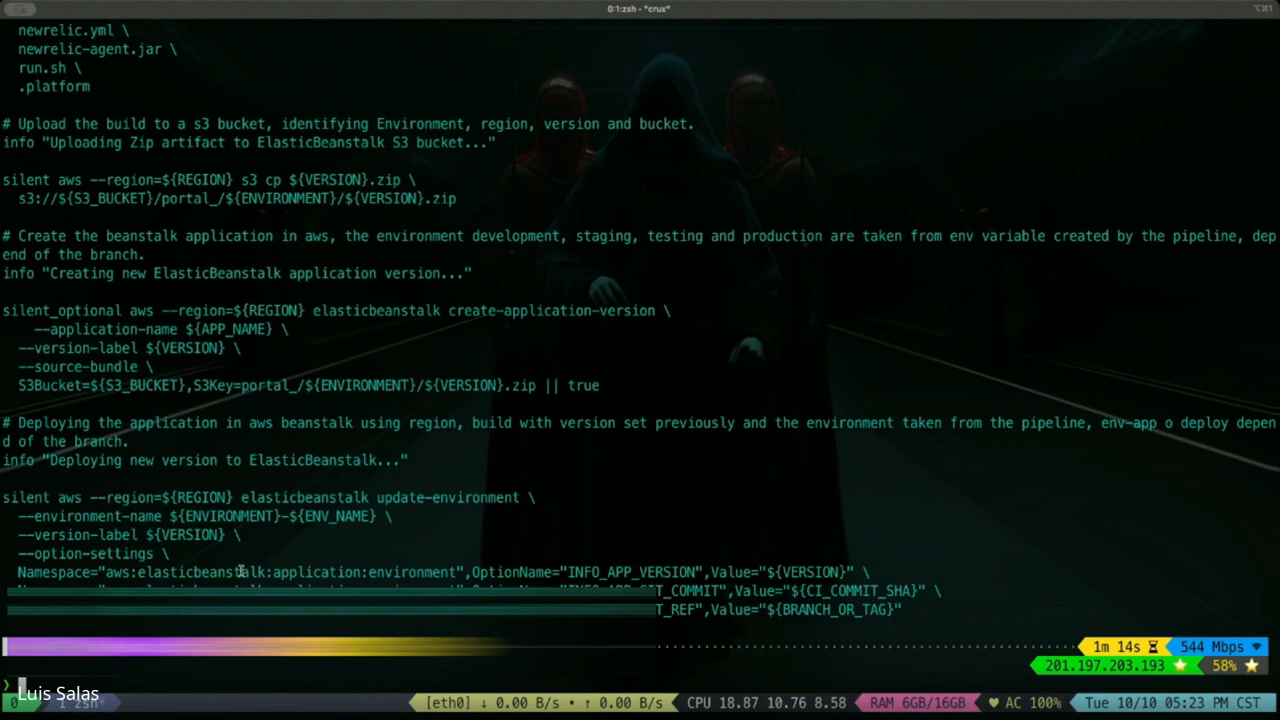 0:1:zsh - "crux"
⌥⌘1
newrelic.yml \
newrelic-agent.jar \
run.sh \
.platform
# Upload the build to a s3 bucket, identifying Environment, region, version and bucket.
info "Uploading Zip artifact to ElasticBeanstalk S3 bucket..."
silent aws --region=${REGION} s3 cp ${VERSION}.zip \
s3://${S3_BUCKET}/portal_/${ENVIRONMENT}/${VERSION}.zip
# Create the beanstalk application in aws, the environment development, staging, testing and production are taken from env variable created by the pipeline, dep
end of the branch.
info "Creating new ElasticBeanstalk application version..."
silent_optional aws --region=${REGION} elasticbeanstalk create-application-version \
--application-name ${APP_NAME} \
--version-label ${VERSION} \
--source-bundle \
S3Bucket=${S3_BUCKET},S3Key=portal_/${ENVIRONMENT}/${VERSION}.zip || true
# Deploying the application in aws beanstalk using region, build with version set previously and the environment taken from the pipeline, env-app o deploy depen
d of the branch.
info "Deploying new version to ElasticBeanstalk..."
silent aws --region=${REGION} elasticbeanstalk update-environment \
--environment-name ${ENVIRONMENT}-${ENV_NAME} \
--version-label ${VERSION} \
--option-settings \
Namespace="aws:elasticbeanstalk:application:environment",OptionName="INFO_APP_VERSION",Value="${VERSION}" \
T_COMMIT",Value="${CI_COMMIT_SHA}" \
T_REF",Value="${BRANCH_OR_TAG}"
1m 14s 544 Mbps
201.197.203.193 58%
Luis Salas
0 1 zsh* [eth0] ↓ 0.00 B/s • ↑ 0.00 B/s CPU 18.87 10.76 8.58 RAM 6GB/16GB ♥ AC 100% Tue 10/10 05:23 PM CST